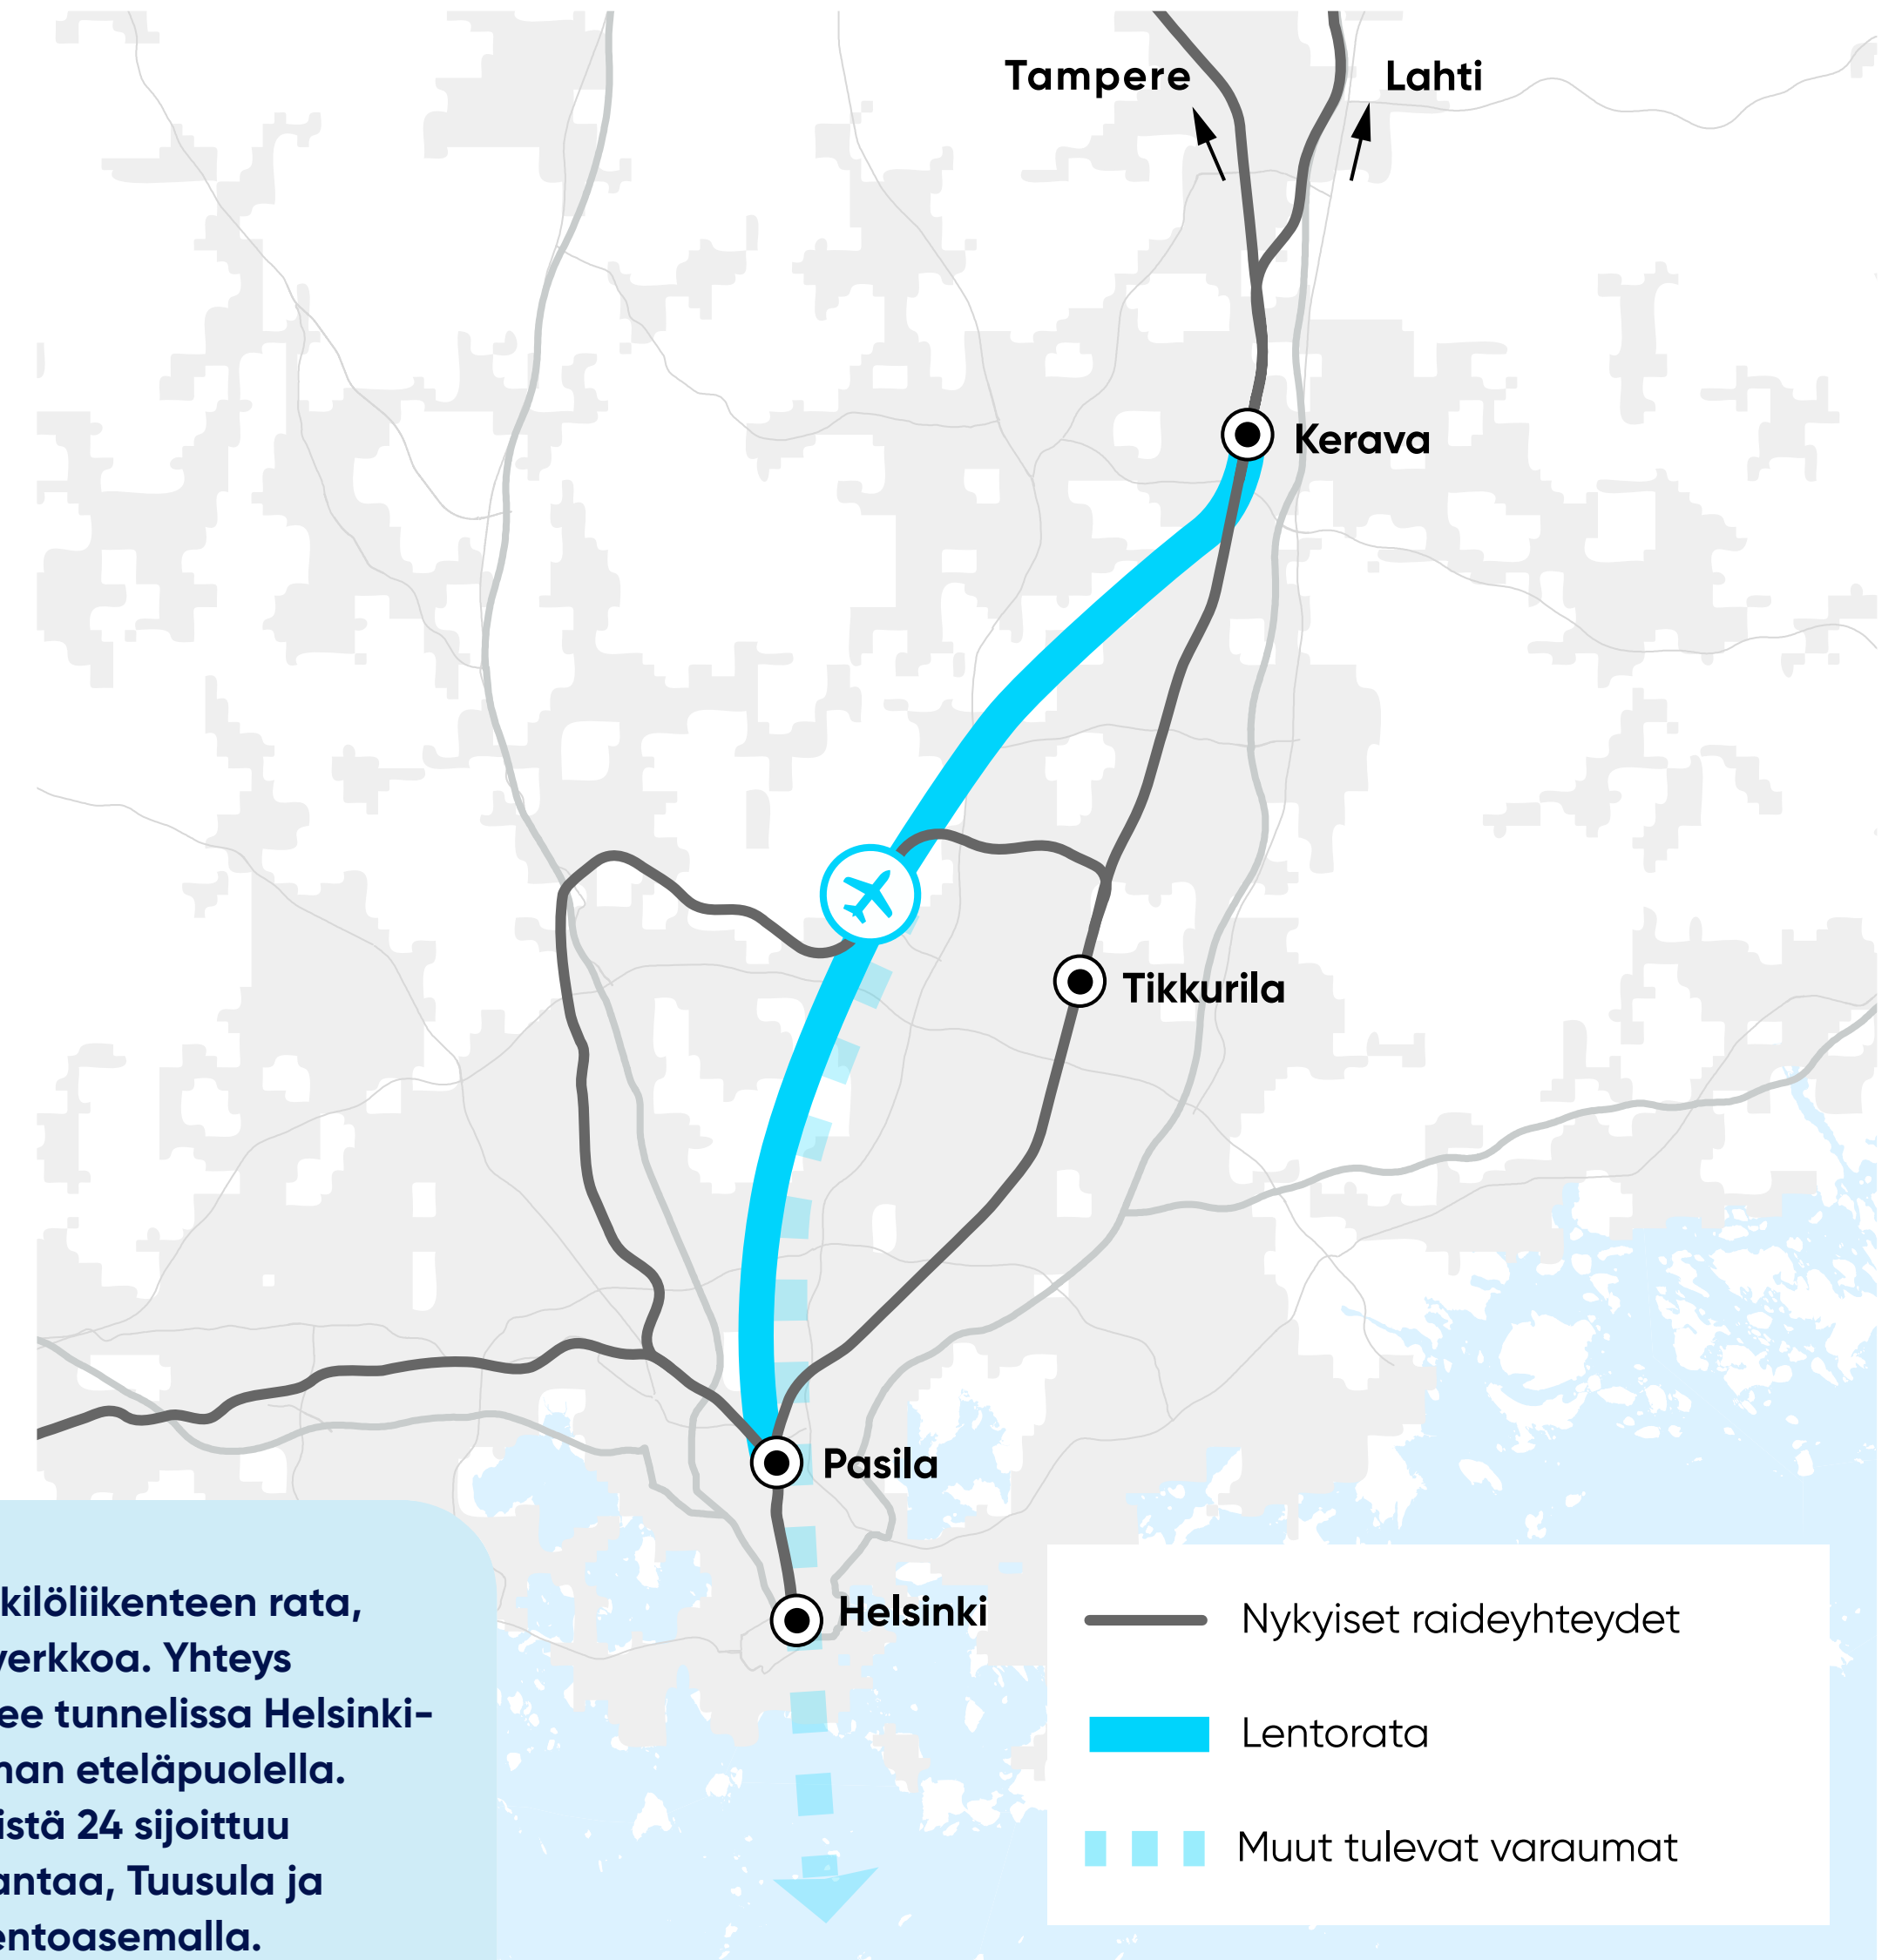 Tampere
Lahti
Kerava
Tikkurila
Pasila
Helsinki
kilöliikenteen rata,
verkkoa. Yhteys
ee tunnelissa Helsinki-
nan eteläpuolella.
istä 24 sijoittuu
antaa, Tuusula ja
entoasemalla.
Nykyiset raideyhteydet
Lentorata
Muut tulevat varaumat